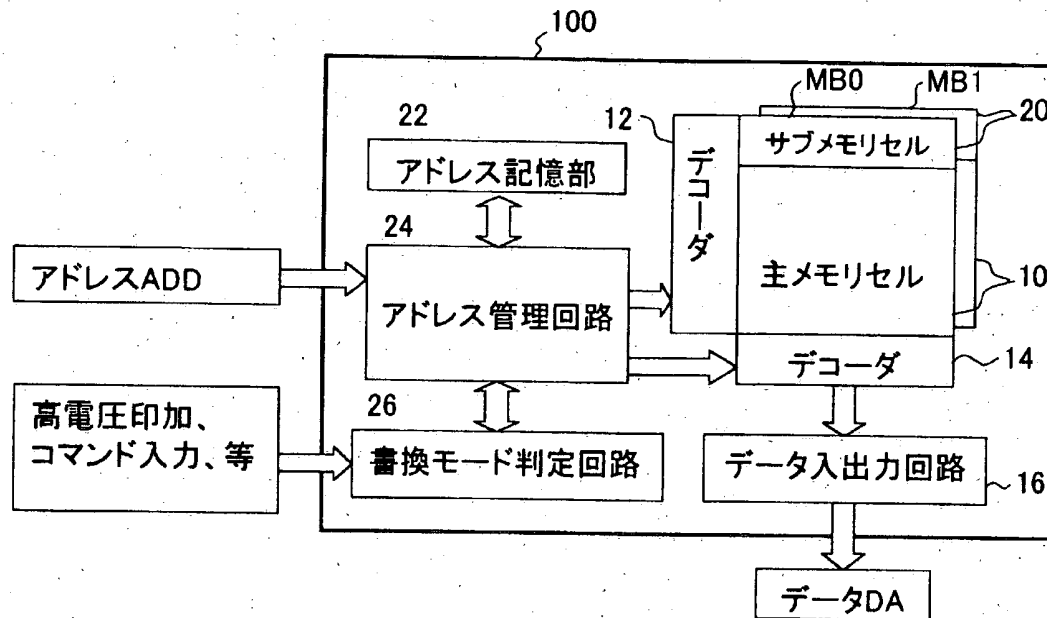 100
MB0
MB1
22
12
20
サブメモリセル
デコーダ
アドレス記憶部
24
アドレスADD
アドレス管理回路
主メモリセル
10
デコーダ
14
26
高電圧印加、
コマンド入力、等
書換モード判定回路
データ入出力回路
16
データDA